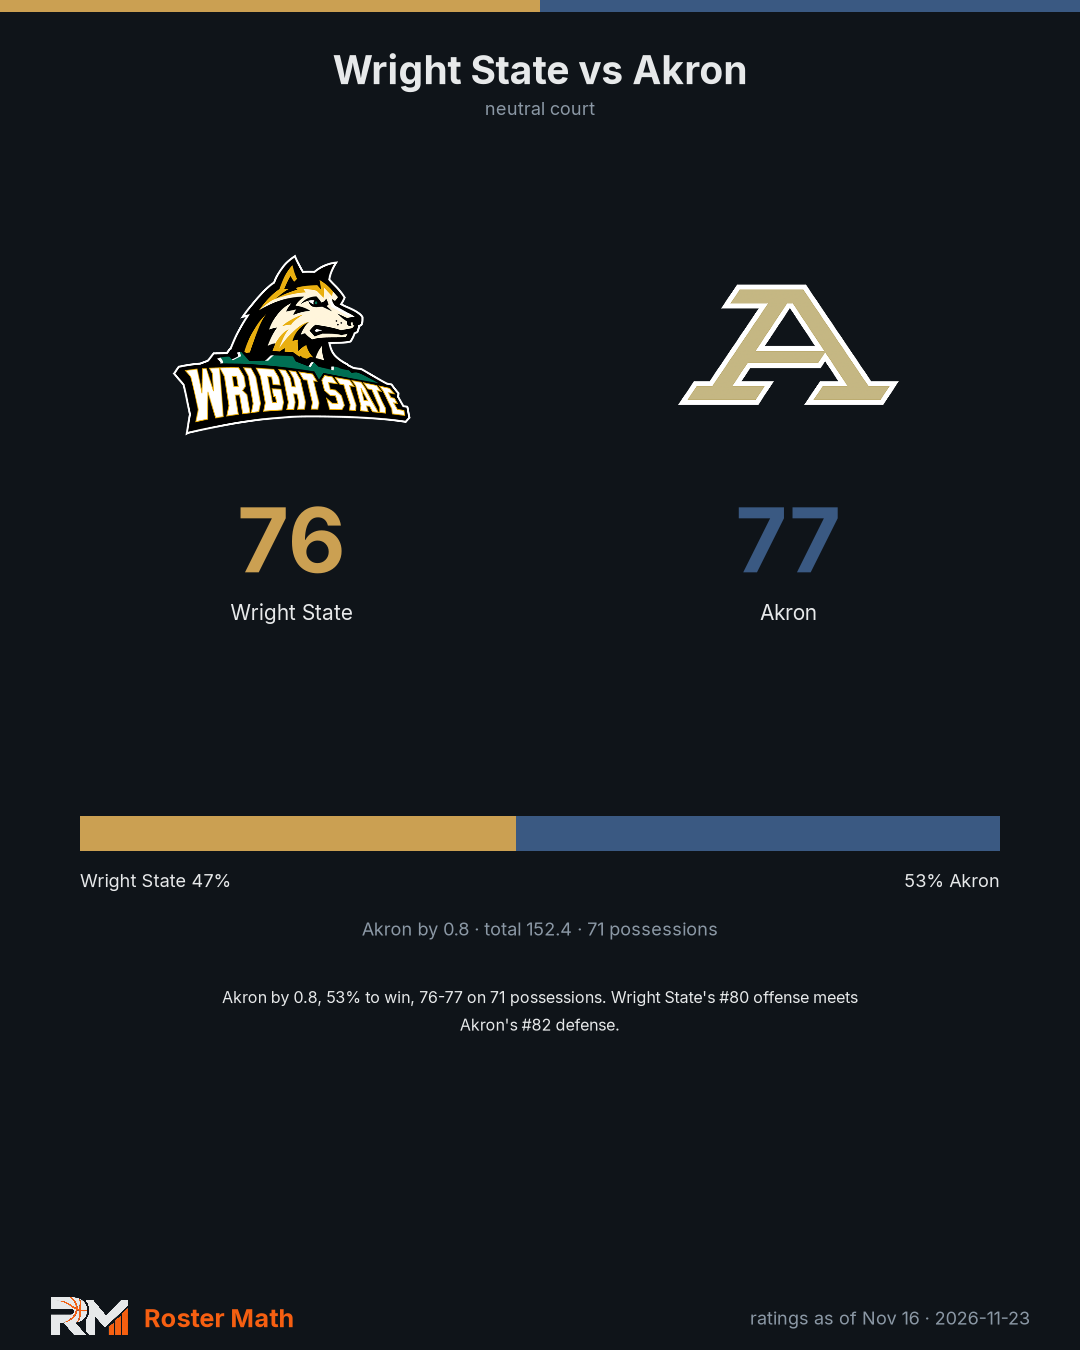 Wright State vs Akron
neutral court
WRIGHT STATE
A
76
77
Wright State
Akron
Wright State 47%
53% Akron
Akron by 0.8 · total 152.4 · 71 possessions
Akron by 0.8, 53% to win, 76-77 on 71 possessions. Wright State's #80 offense meets
Akron's #82 defense.
RM Roster Math
ratings as of Nov 16 · 2026-11-23